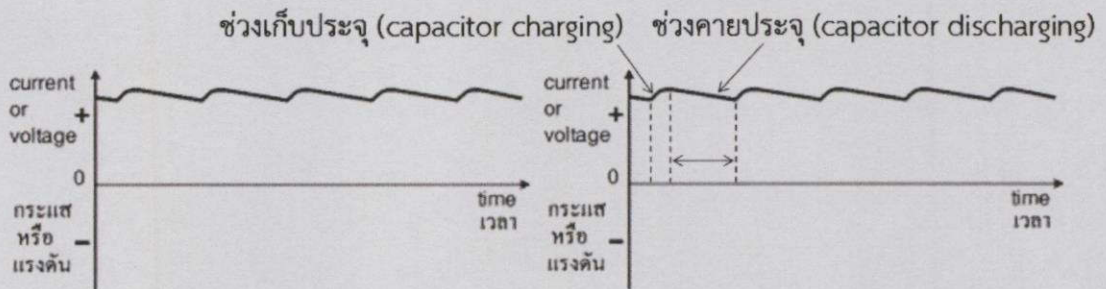 ช่วงเก็บประจุ (capacitor charging) ช่วงคายประจุ (capacitor discharging)
current
or
voltage
+
0
กระแส
หรือ
แรงดัน
−
time
เวลา
current
or
voltage
+
0
กระแส
หรือ
แรงดัน
−
time
เวลา